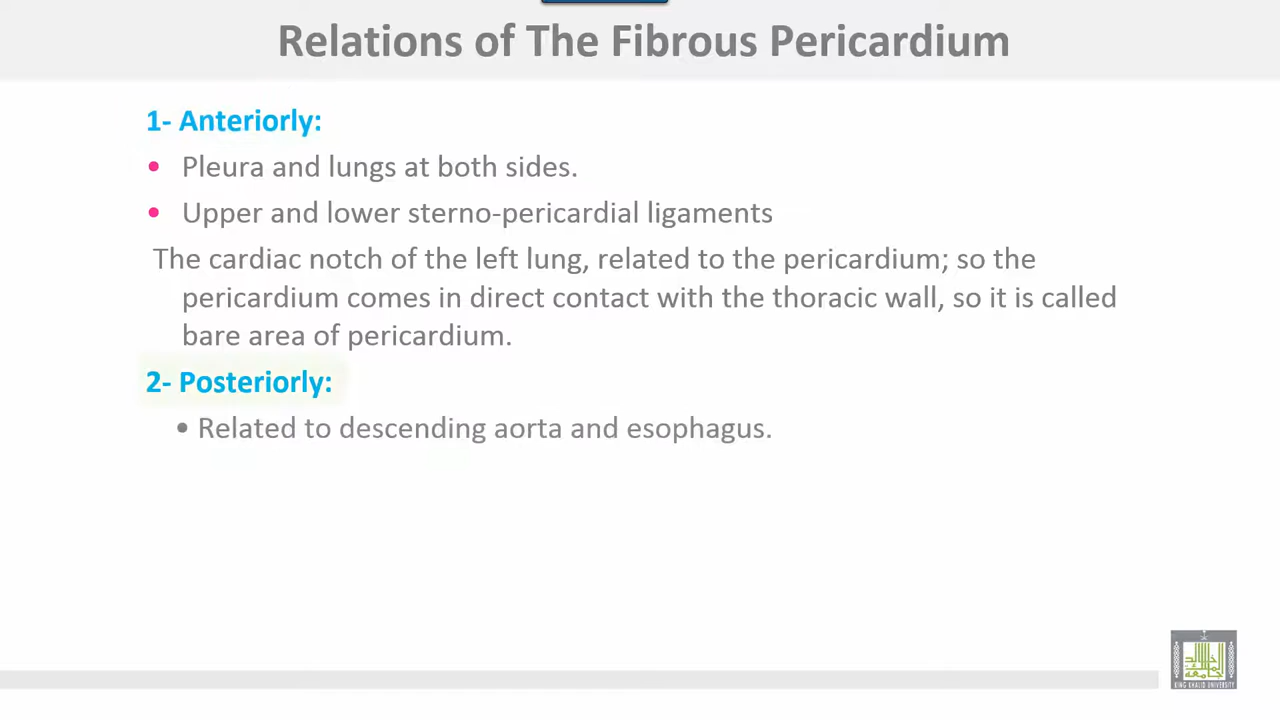 Relations of The Fibrous Pericardium
1- Anteriorly:
• Pleura and lungs at both sides.
• Upper and lower sterno-pericardial ligaments
The cardiac notch of the left lung, related to the pericardium; so the
pericardium comes in direct contact with the thoracic wall, so it is called
bare area of pericardium.
2- Posteriorly:
• Related to descending aorta and esophagus.
KING KHALID UNIVERSITY